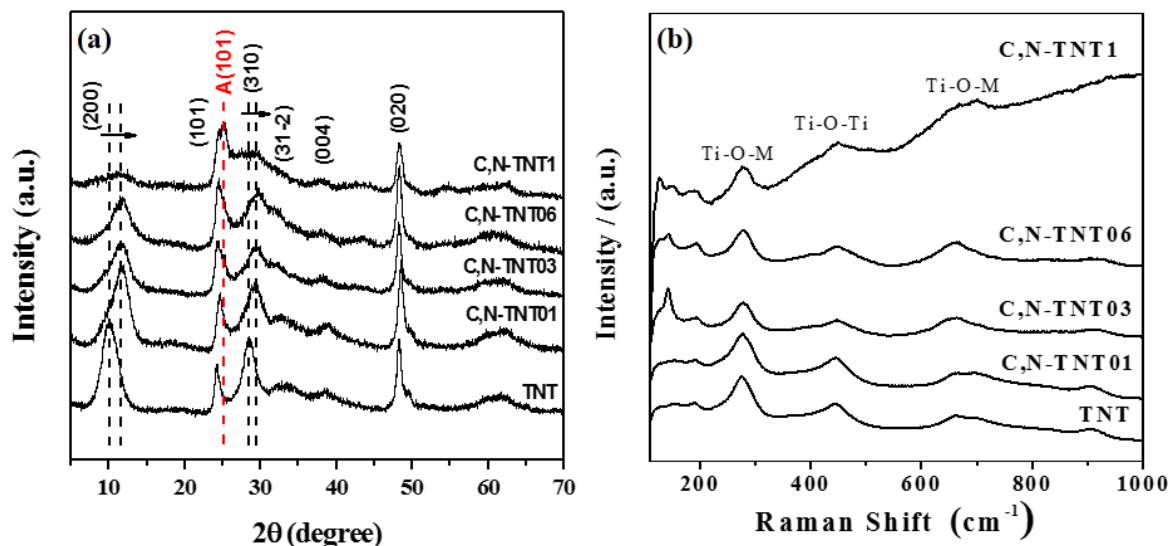 (a)
(200)
(101)
A(101)
(310)
(31-2)
(004)
(020)
C,N-TNT1
C,N-TNT06
C,N-TNT03
C,N-TNT01
TNT
Intensity (a.u.)
10 20 30 40 50 60 70
2θ (degree)
(b)
C,N-TNT1
Ti-O-M
Ti-O-Ti
Ti-O-M
C,N-TNT06
C,N-TNT03
C,N-TNT01
TNT
Intensity / (a.u.)
200 400 600 800 1000
Raman Shift (cm⁻¹)